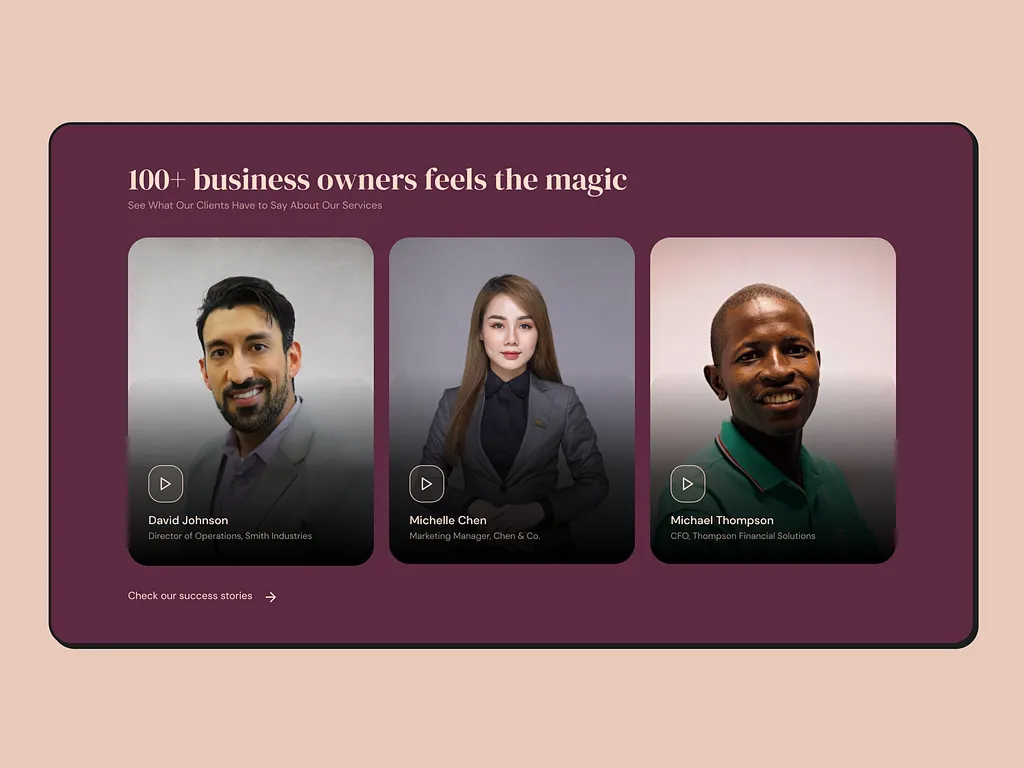 100+ business owners feels the magic
See What Our Clients Have to Say About Our Services
David Johnson
Director of Operations, Smith Industries
Michelle Chen
Marketing Manager, Chen & Co.
Michael Thompson
CFO, Thompson Financial Solutions
Check our success stories